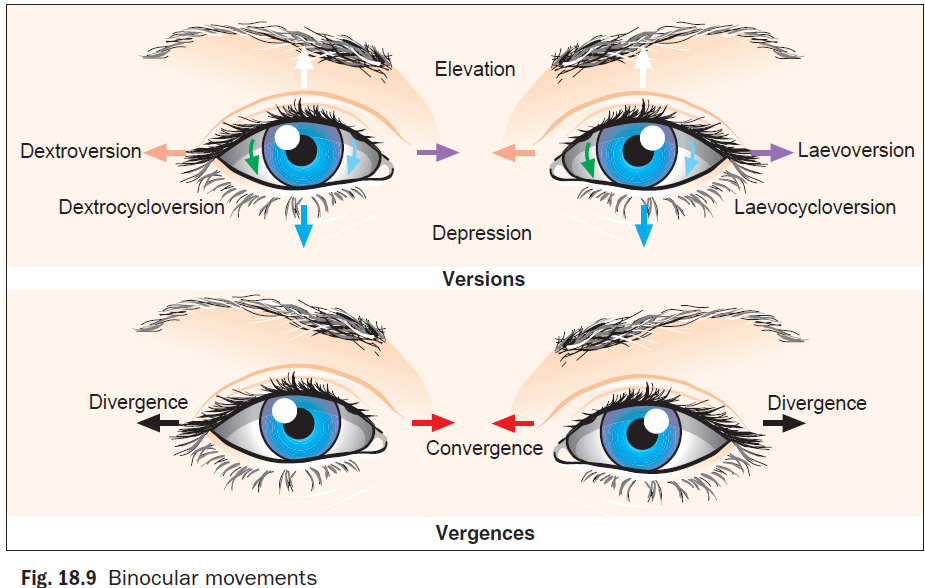 Elevation
Dextroversion
Laevoversion
Dextrocycloversion
Laevocycloversion
Depression
Versions
Divergence
Divergence
Convergence
Vergences
Fig. 18.9 Binocular movements